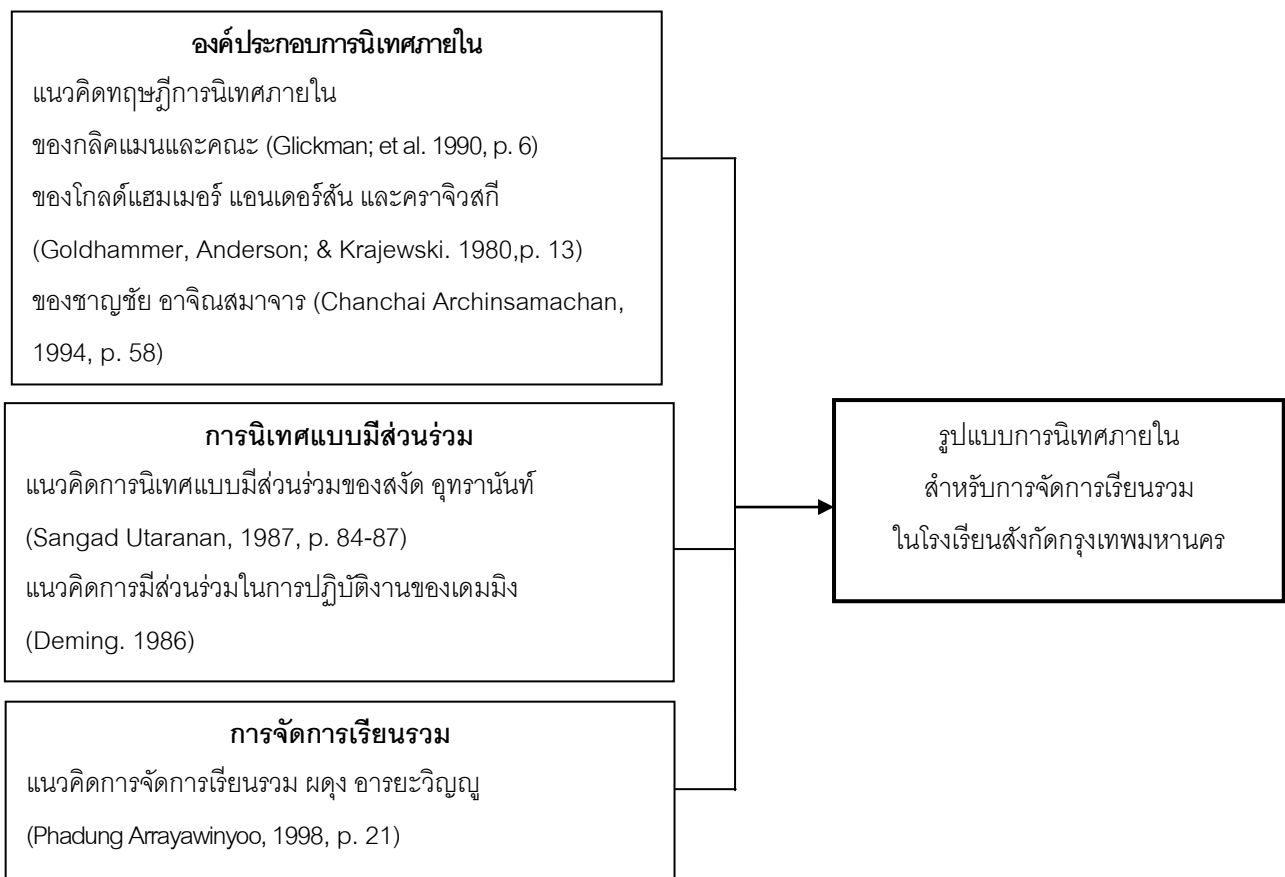 องค์ประกอบการนิเทศภายใน
แนวคิดทฤษฎีการนิเทศภายใน
ของกลิคแมนและคณะ (Glickman; et al. 1990, p. 6)
ของโกลด์แฮมเมอร์ แอนเดอร์สัน และคราจิวสกี
(Goldhammer, Anderson; & Krajewski. 1980,p. 13)
ของชาญชัย อาจิณสมาจาร (Chanchai Archinsamachan,
1994, p. 58)
การนิเทศแบบมีส่วนร่วม
แนวคิดการนิเทศแบบมีส่วนร่วมของสงัด อุทรานันท์
(Sangad Utaranan, 1987, p. 84-87)
แนวคิดการมีส่วนร่วมในการปฏิบัติงานของเดมมิง
(Deming. 1986)
การจัดการเรียนรวม
แนวคิดการจัดการเรียนรวม ผดุง อารยะวิญญู
(Phadung Arrayawinyoo, 1998, p. 21)
รูปแบบการนิเทศภายใน
สำหรับการจัดการเรียนรวม
ในโรงเรียนสังกัดกรุงเทพมหานคร